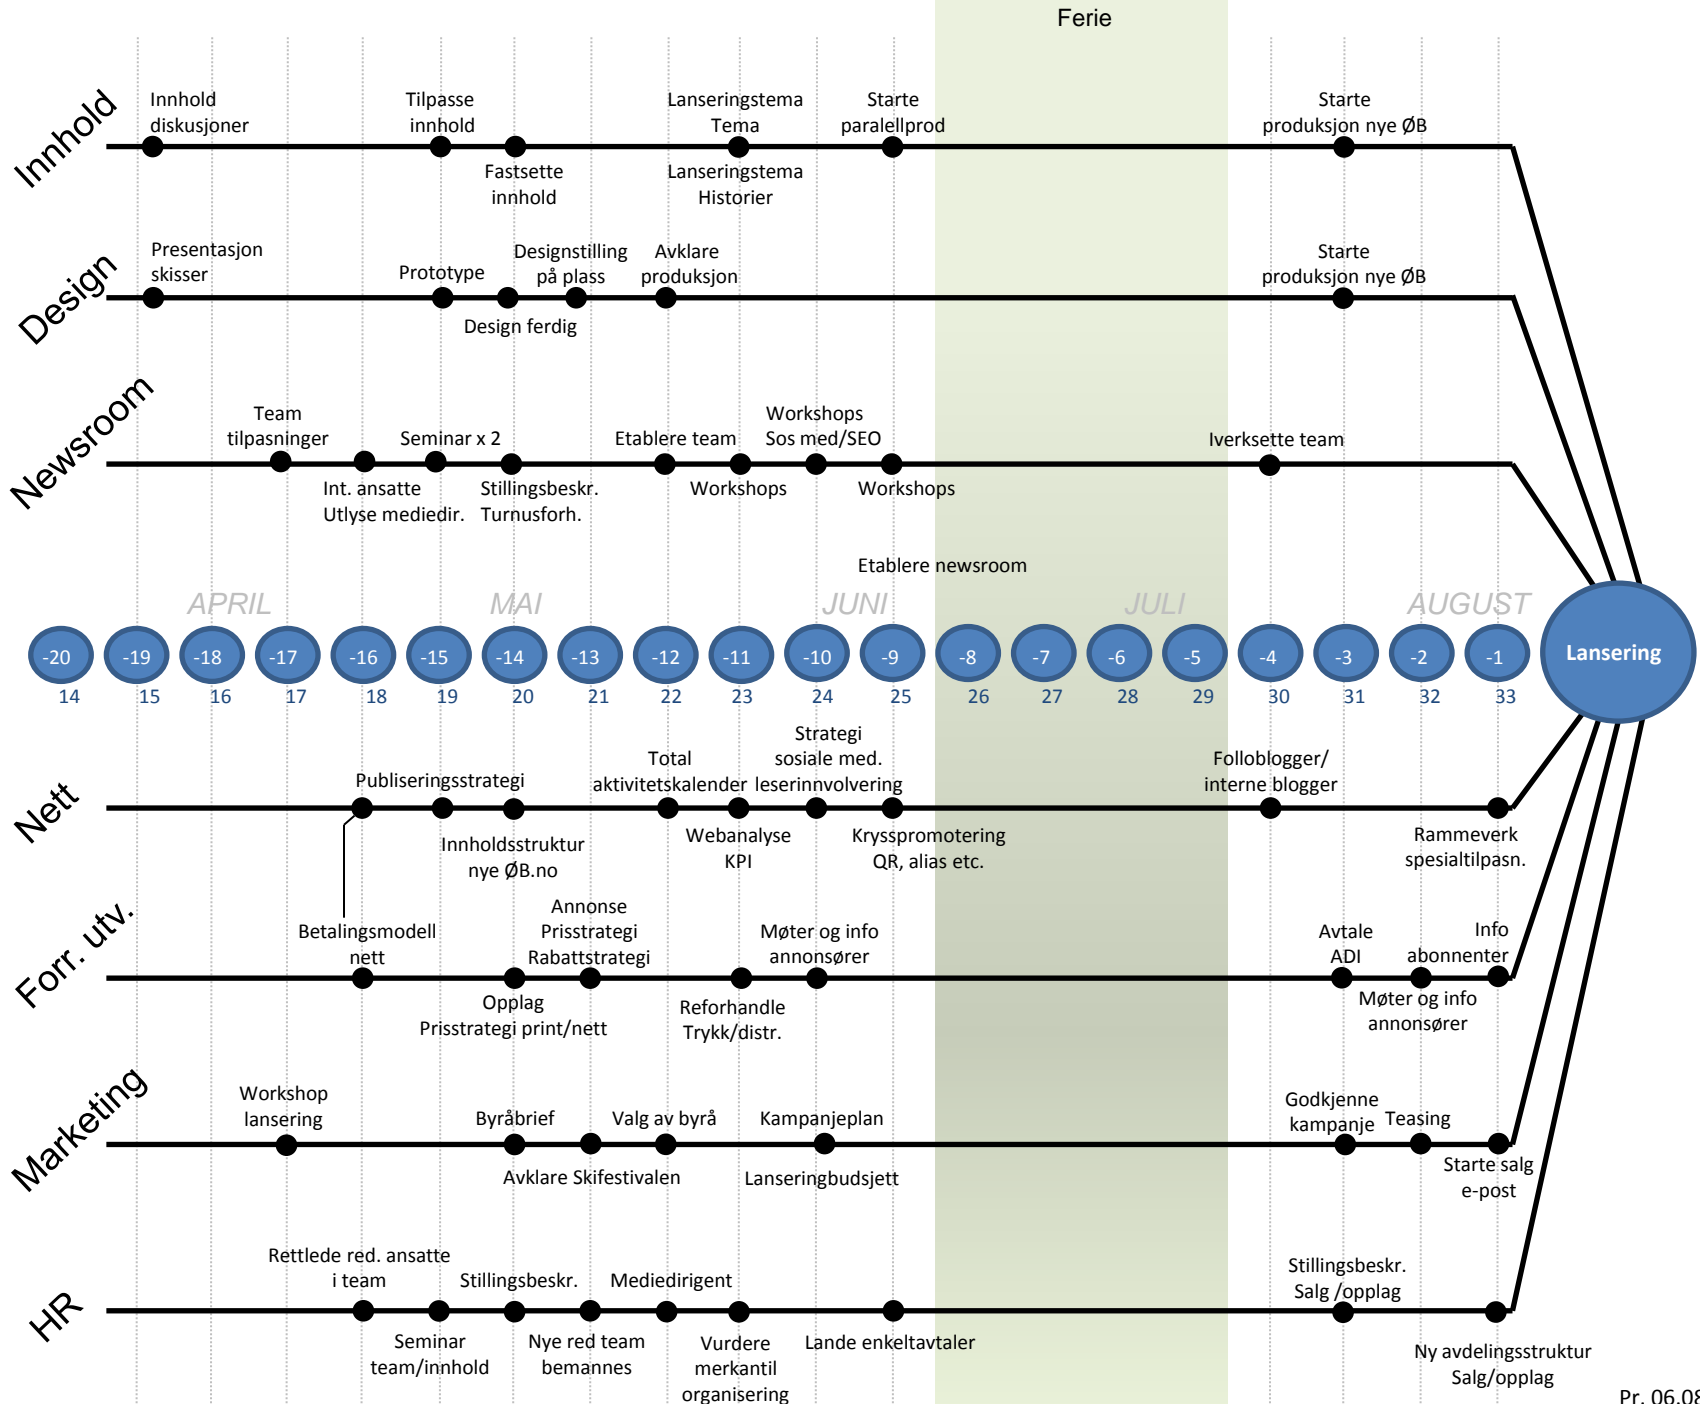 Ferie
Innhold
Innhold
diskusjoner
Tilpasse
innhold
Fastsette
innhold
Lanseringstema
Tema
Lanseringstema
Historier
Starte
paralellprod
Starte
produksjon nye ØB
Design
Presentasjon
skisser
Prototype
Design ferdig
Designstilling
på plass
Avklare
produksjon
Starte
produksjon nye ØB
Newsroom
Team
tilpasninger
Int. ansatte
Utlyse mediedir.
Seminar x 2
Stillingsbeskr.
Turnusforh.
Etablere team
Workshops
Workshops
Sos med/SEO
Workshops
Iverksette team
Etablere newsroom
APRIL MAI JUNI JULI AUGUST
-20 -19 -18 -17 -16 -15 -14 -13 -12 -11 -10 -9 -8 -7 -6 -5 -4 -3 -2 -1 Lansering
14 15 16 17 18 19 20 21 22 23 24 25 26 27 28 29 30 31 32 33
Nett
Publiseringsstrategi
Innholdsstruktur
nye ØB.no
Total
aktivitetskalender
Webanalyse
KPI
Strategi
sosiale med.
leserinnvolvering
Krysspromotering
QR, alias etc.
Folloblogger/
interne blogger
Rammeverk
spesialtilpasn.
Forr. utv.
Betalingsmodell
nett
Opplag
Prisstrategi print/nett
Annonse
Prisstrategi
Rabattstrategi
Reforhandle
Trykk/distr.
Møter og info
annonsører
Avtale
ADI
Møter og info
annonsører
Info
abonnenter
Marketing
Workshop
lansering
Byråbrief
Avklare Skifestivalen
Valg av byrå
Kampanjeplan
Lanseringbudsjett
Godkjenne
kampanje
Teasing
Starte salg
e-post
HR
Rettlede red. ansatte
i team
Seminar
team/innhold
Stillingsbeskr.
Nye red team
bemannes
Mediedirigent
Vurdere
merkantil
organisering
Lande enkeltavtaler
Stillingsbeskr.
Salg /opplag
Ny avdelingsstruktur
Salg/opplag
Pr. 06.08